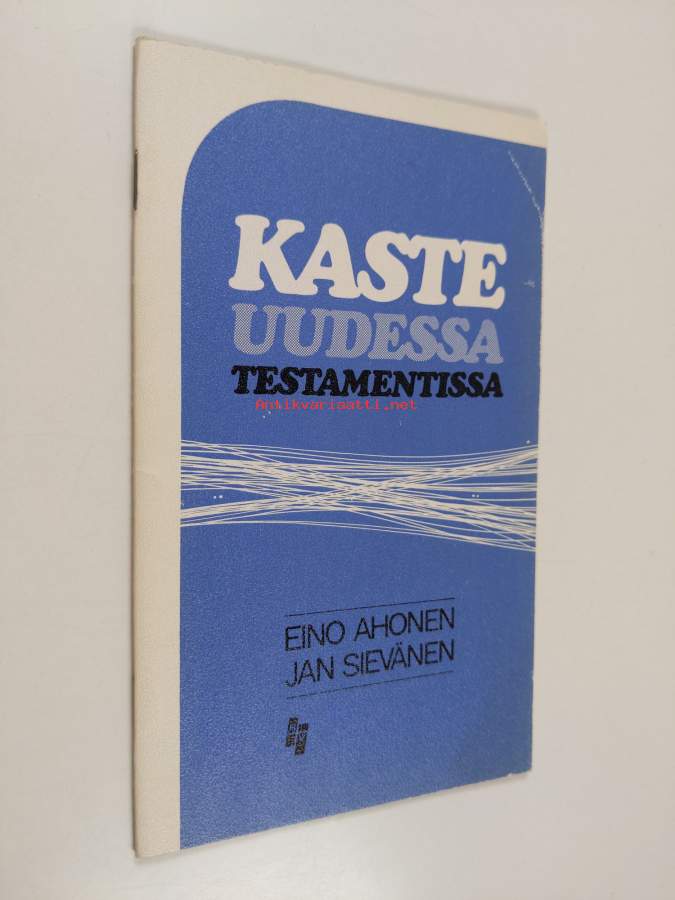 KASTE
UUDESSA
TESTAMENTISSA
Antikvariaatti.net
EINO AHONEN
JAN SIEVÄNEN